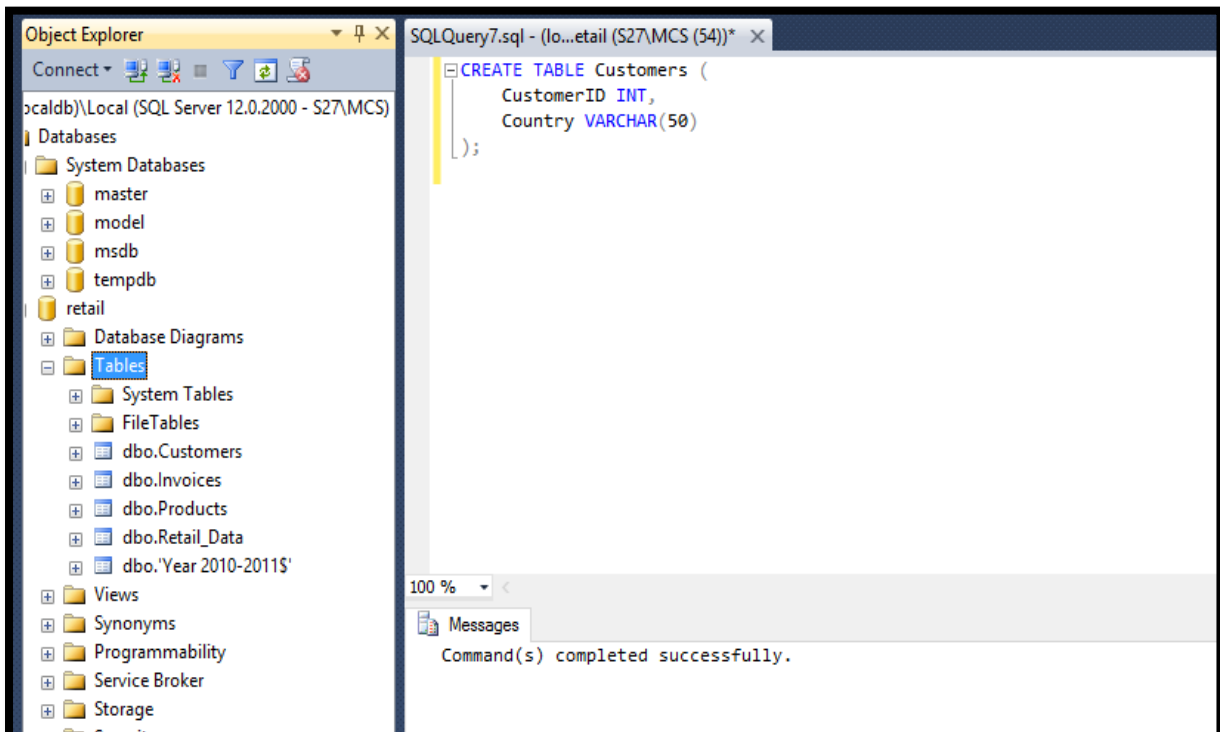 Object Explorer
Connect
ocaldb)\Local (SQL Server 12.0.2000 - S27\MCS)
Databases
System Databases
master
model
msdb
tempdb
retail
Database Diagrams
Tables
System Tables
FileTables
dbo.Customers
dbo.Invoices
dbo.Products
dbo.Retail_Data
dbo.'Year 2010-2011$'
Views
Synonyms
Programmability
Service Broker
Storage
SQLQuery7.sql - (lo...etail (S27\MCS (54))*
CREATE TABLE Customers (
CustomerID INT,
Country VARCHAR(50)
);
100 %
Messages
Command(s) completed successfully.